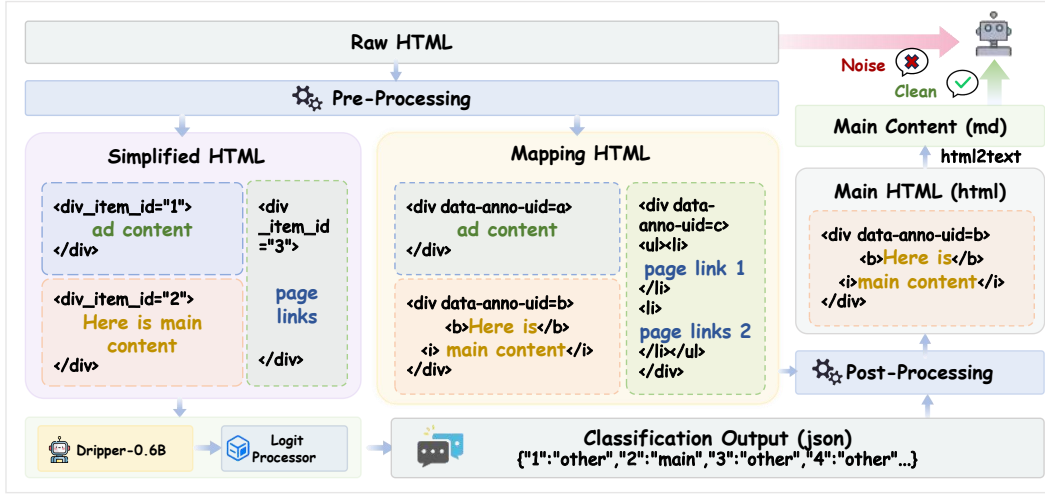 Raw HTML
Noise
Clean
Pre-Processing
Simplified HTML
<div_item_id="1">
ad content
</div>
<div_item_id="2">
Here is main
content
</div>
<div
_item_id
="3">
page
links
</div>
Mapping HTML
<div data-anno-uid=a>
ad content
</div>
<div data-anno-uid=b>
<b>Here is</b>
<i> main content</i>
</div>
<div data-
anno-uid=c>
<ul><li>
page link 1
</li>
<li>
page links 2
</li></ul>
</div>
Main Content (md)
html2text
Main HTML (html)
<div data-anno-uid=b>
<b>Here is</b>
<i>main content</i>
</div>
Post-Processing
Dripper-0.6B
Logit
Processor
Classification Output (json)
{"1":"other","2":"main","3":"other","4":"other"...}